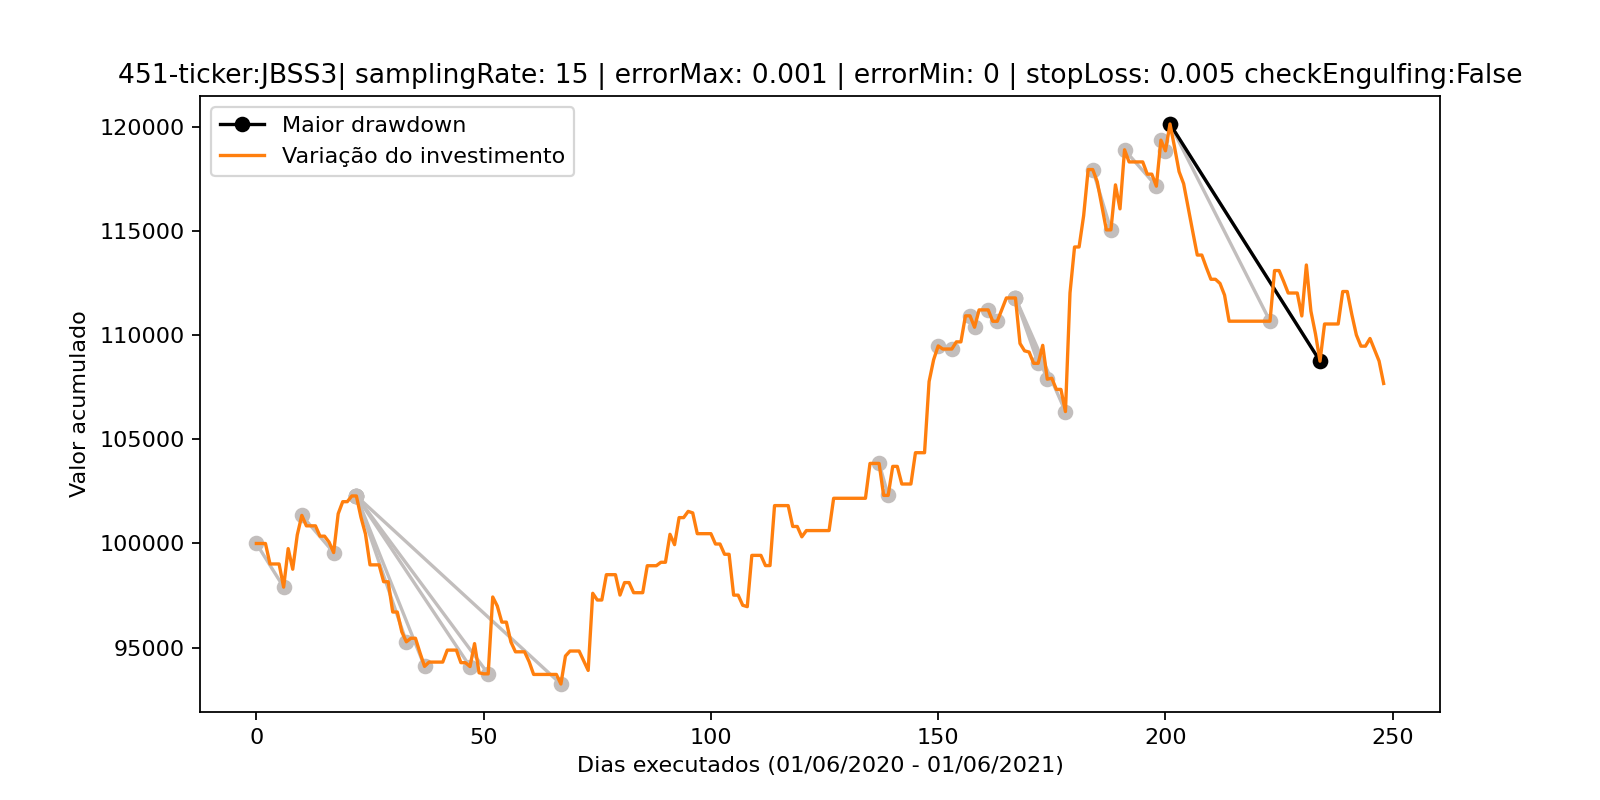 451-ticker:JBSS3| samplingRate: 15 | errorMax: 0.001 | errorMin: 0 | stopLoss: 0.005 checkEngulfing:False
Maior drawdown
Variação do investimento
Valor acumulado
120000
115000
110000
105000
100000
95000
0 50 100 150 200 250
Dias executados (01/06/2020 - 01/06/2021)